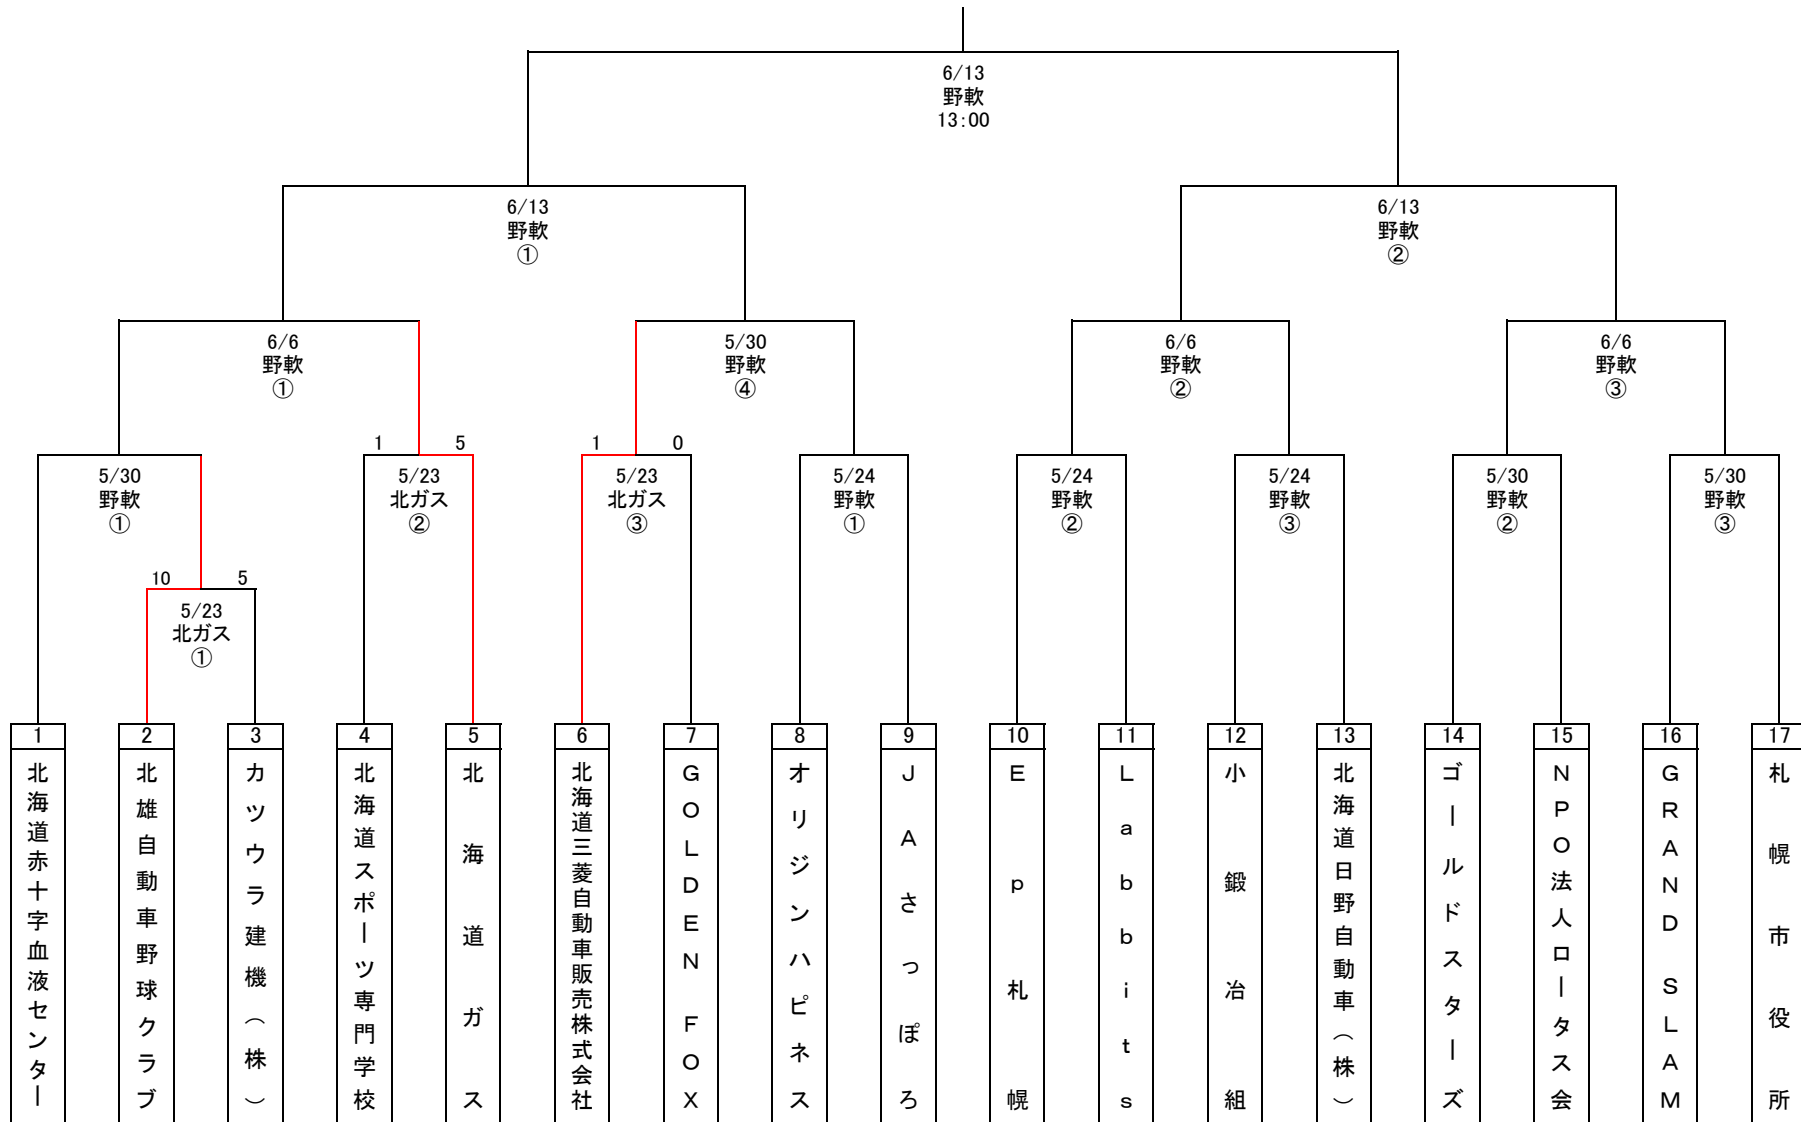 6/13
野軟
13:00
6/13
野軟
①
6/13
野軟
②
6/6
野軟
①
5/30
野軟
④
6/6
野軟
②
6/6
野軟
③
1 5
1 0
5/30
野軟
①
5/23
北ガス
②
5/23
北ガス
③
5/24
野軟
①
5/24
野軟
②
5/24
野軟
③
5/30
野軟
②
5/30
野軟
③
10 5
5/23
北ガス
①
1
北海道赤十字血液センター
2
北雄自動車野球クラブ
3
カツウラ建機（株）
4
北海道スポーツ専門学校
5
北海道ガス
6
北海道三菱自動車販売株式会社
7
GOLDEN FOX
8
オリジンハピネス
9
JAさっぽろ
10
Ep札幌
11
Labbits
12
小鍛冶組
13
北海道日野自動車（株）
14
ゴールドスターズ
15
NPO法人ロータス会
16
GRAND SLAM
17
札幌市役所